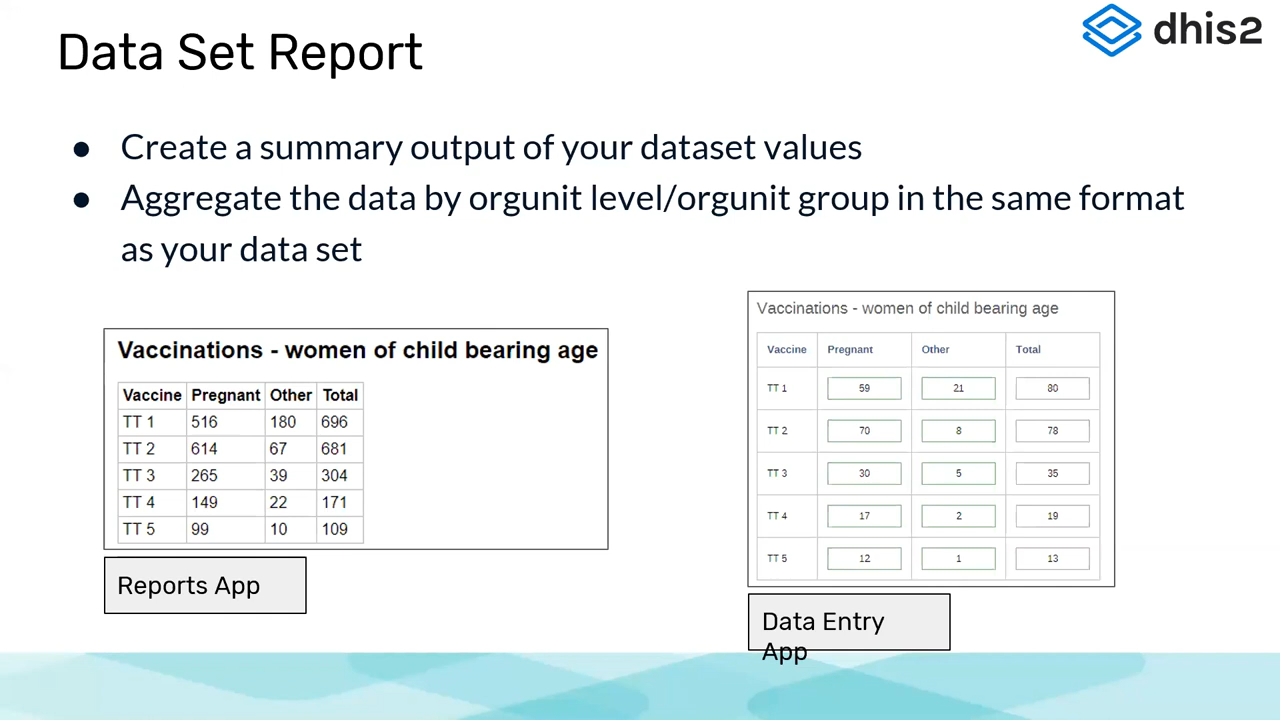 Data Set Report
dhis2
● Create a summary output of your dataset values
● Aggregate the data by orgunit level/orgunit group in the same format
as your data set
Vaccinations - women of child bearing age
Vaccine Pregnant Other Total
TT 1 516 180 696
TT 2 614 67 681
TT 3 265 39 304
TT 4 149 22 171
TT 5 99 10 109
Reports App
Vaccinations - women of child bearing age
Vaccine Pregnant Other Total
TT 1 59 21 80
TT 2 70 8 78
TT 3 30 5 35
TT 4 17 2 19
TT 5 12 1 13
Data Entry
App